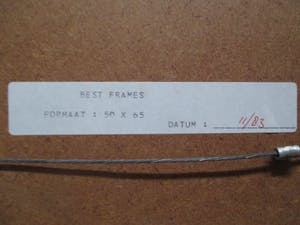 BEST FRAMES
FORMAAT : 50 X 65
DATUM : 11/83